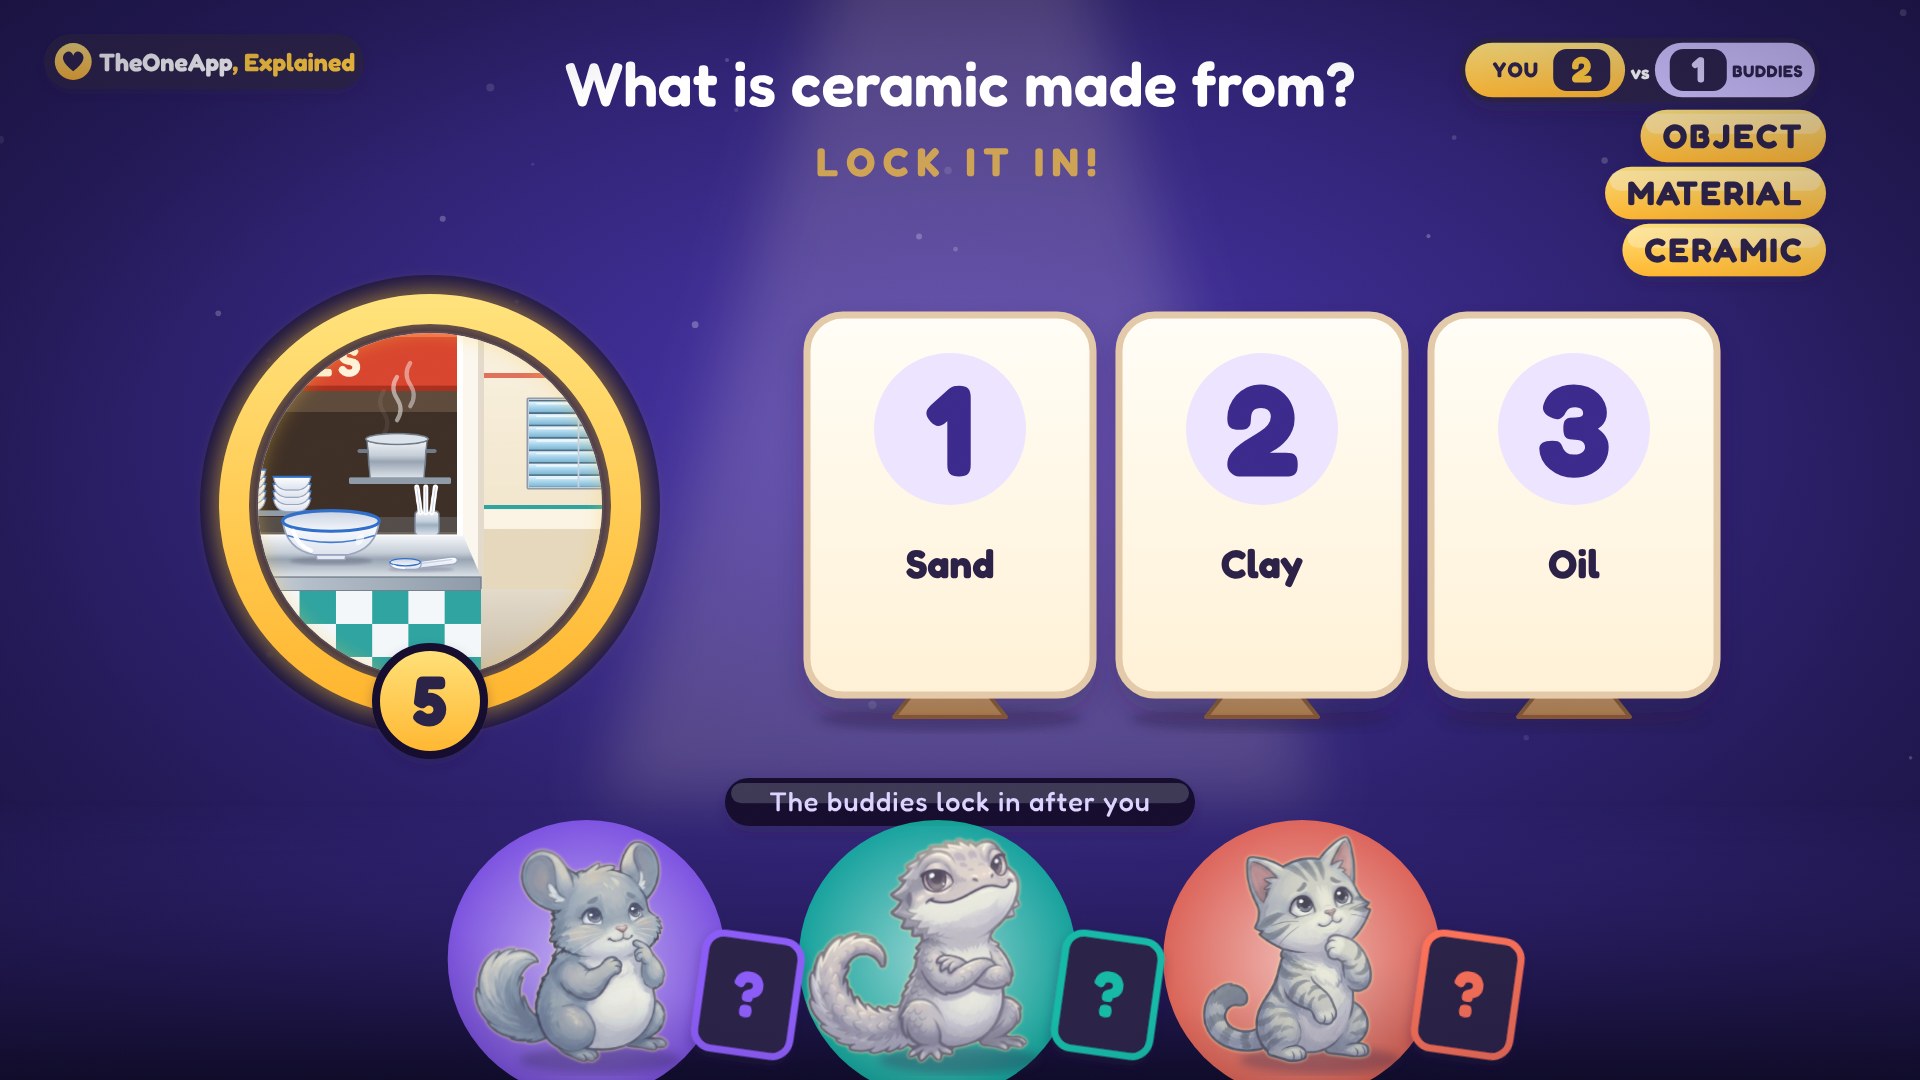 TheOneApp, Explained
What is ceramic made from?
LOCK IT IN!
YOU 2 vs 1 BUDDIES
OBJECT
MATERIAL
CERAMIC
S
1
Sand
2
Clay
3
Oil
5
The buddies lock in after you
?
?
?